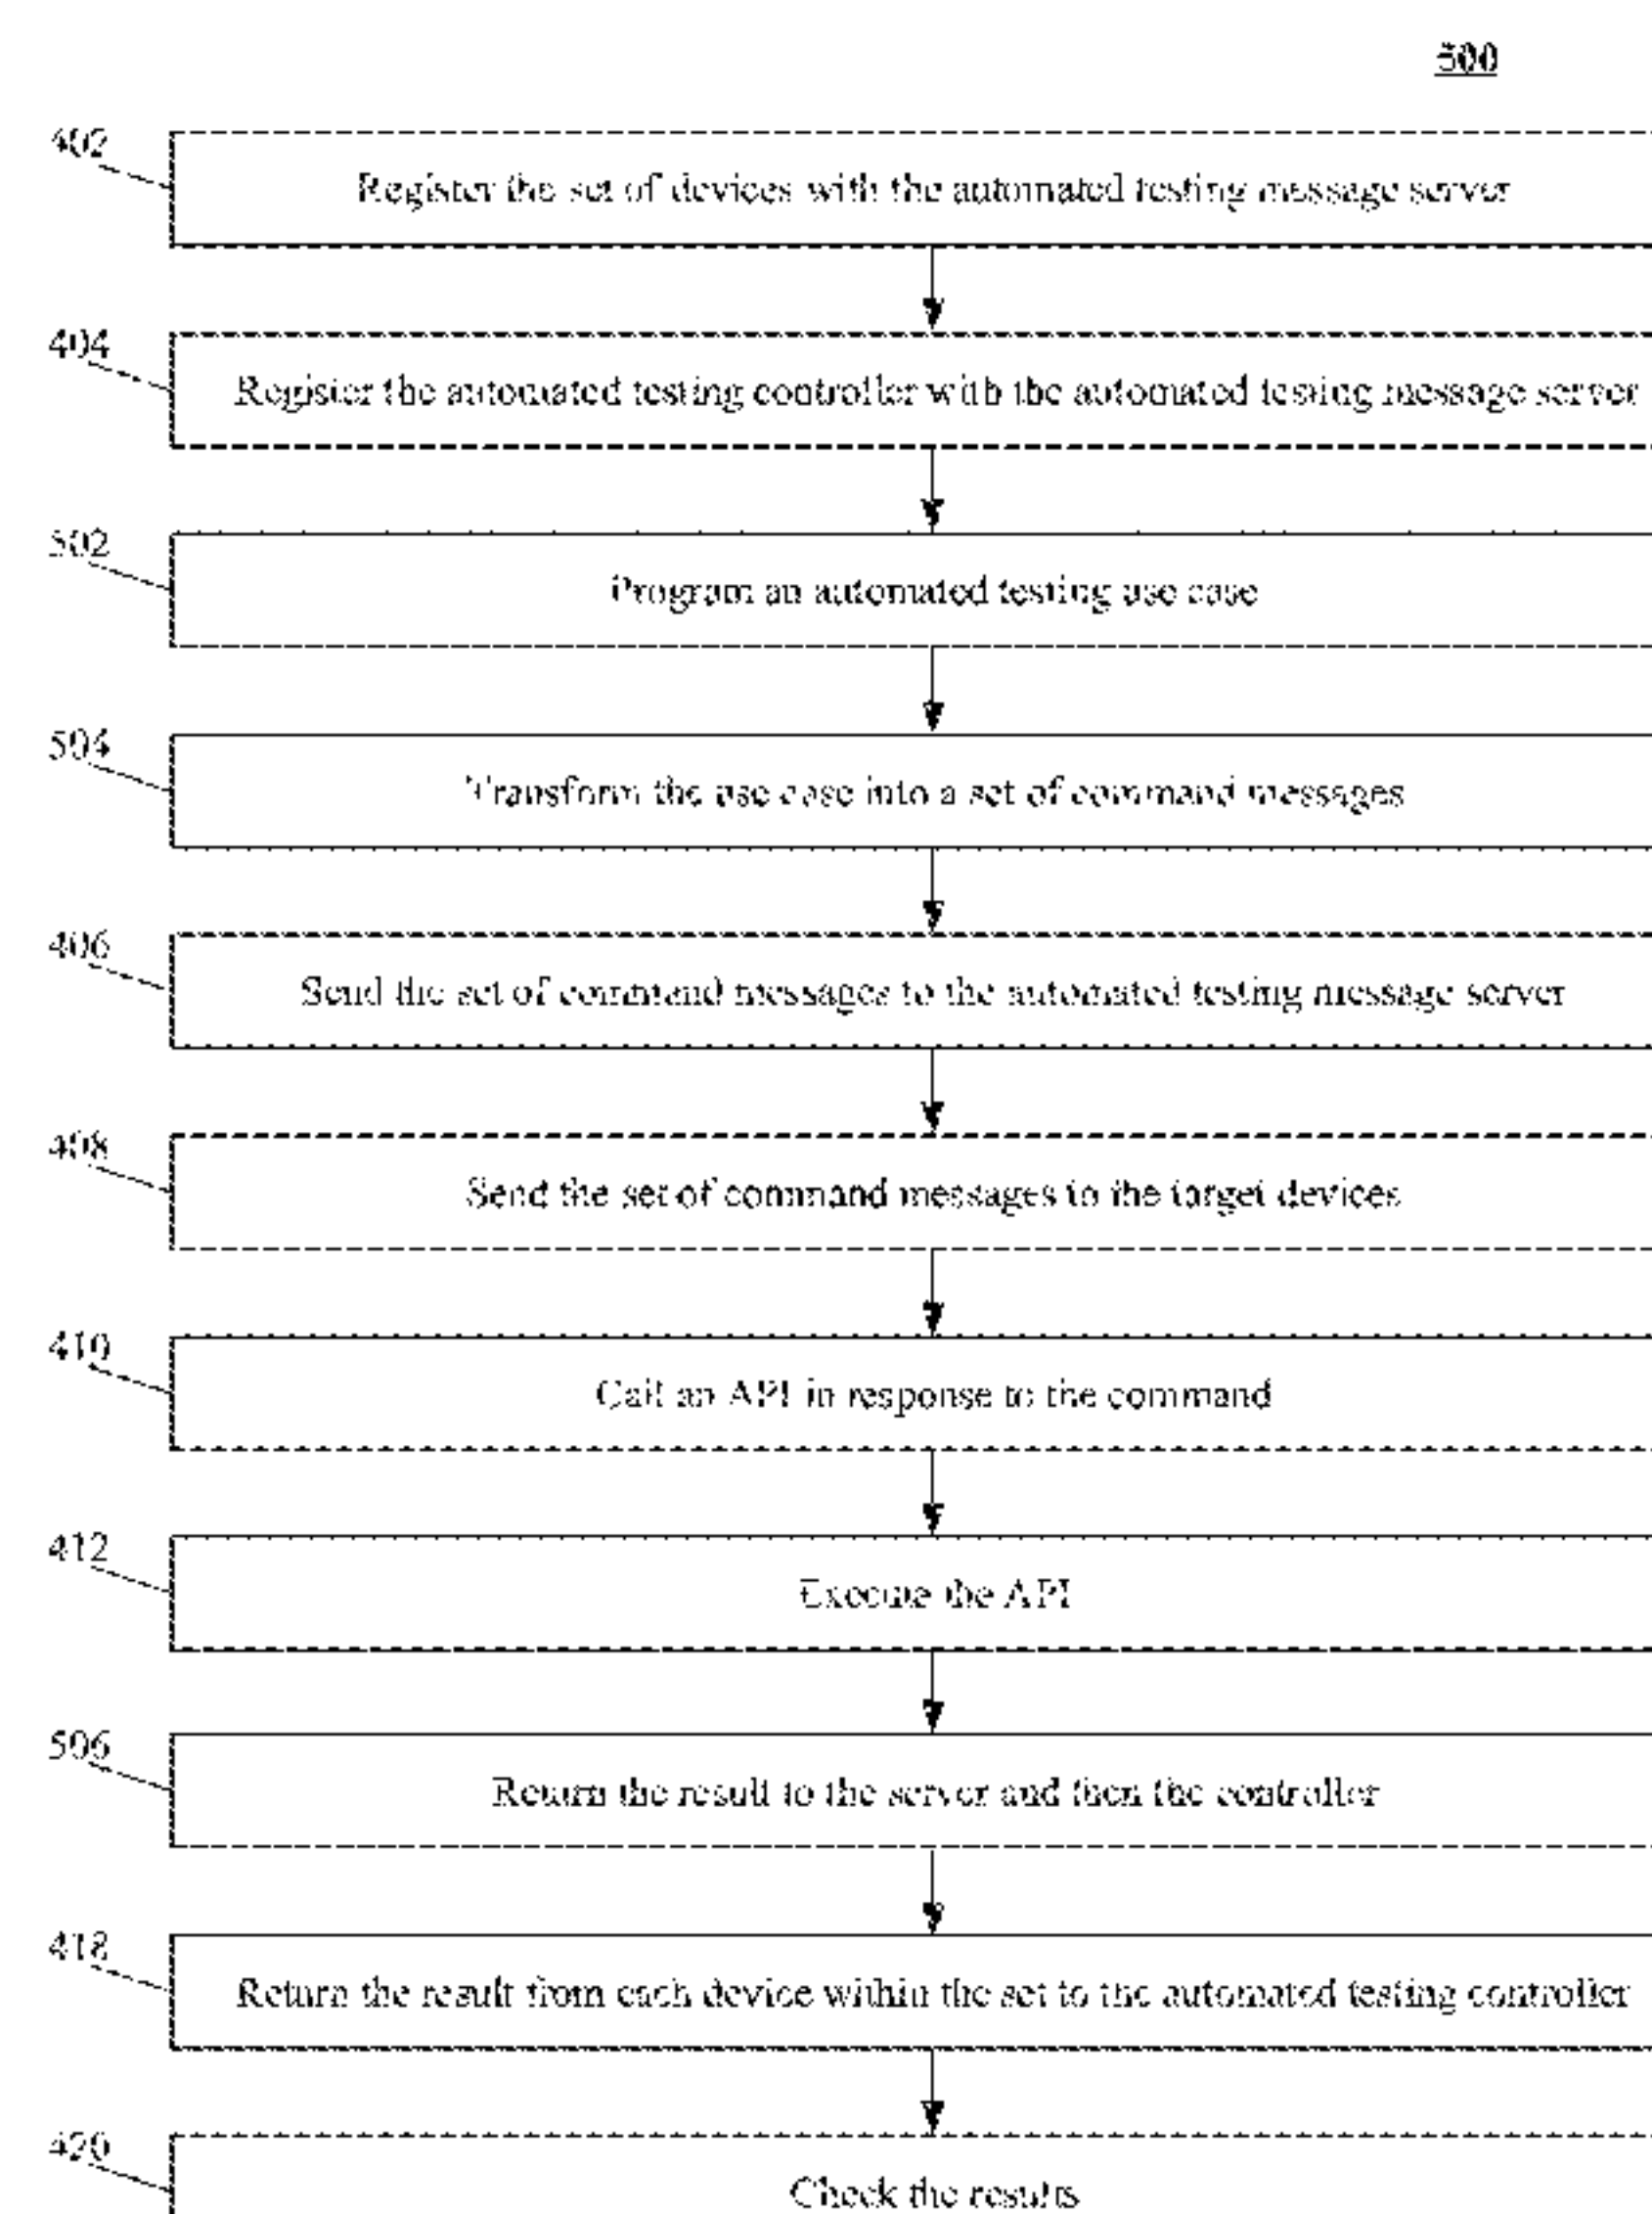 500
402
Register the set of devices with the automated testing message server
404
Register the automated testing controller with the automated testing message server
502
Program an automated testing use case
504
Transform the use case into a set of command messages
406
Send the set of command messages to the automated testing message server
408
Send the set of command messages to the target devices
410
Call an API in response to the command
412
Execute the API
506
Return the result to the server and then the controller
418
Return the result from each device within the set to the automated testing controller
420
Check the results